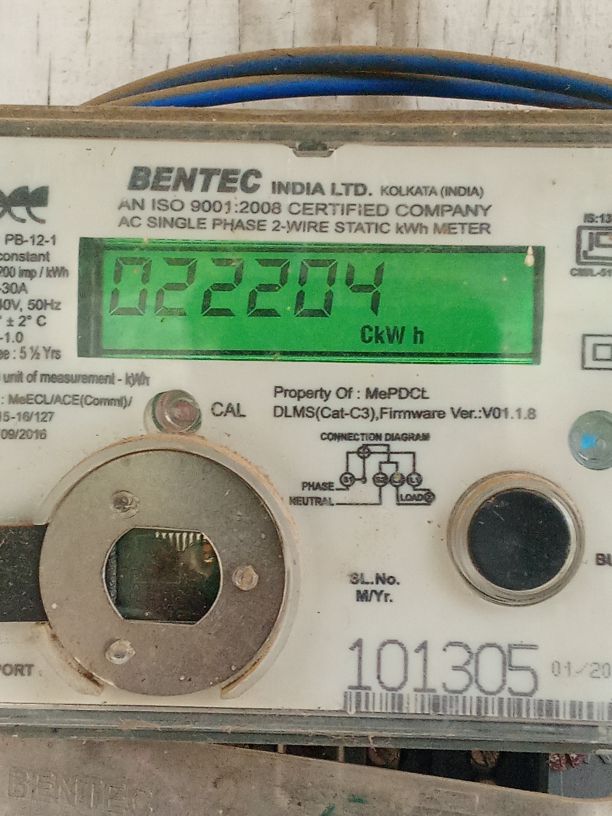 BENTEC INDIA LTD. KOLKATA (INDIA)
AN ISO 9001:2008 CERTIFIED COMPANY
AC SINGLE PHASE 2-WIRE STATIC kWh METER
IS:13
PB-12-1
constant
200 imp / kWh
-30A
40V, 50Hz
° ± 2° C
-1.0
ee : 5 ½ Yrs
022204
CkW h
unit of measurement - kWh
: MeECL/ACE(Comml)/
15-16/127
/09/2016
CAL
Property Of : MePDCL
DLMS(Cat-C3),Firmware Ver.:V01.1.8
CONNECTION DIAGRAM
PHASE
NEUTRAL
LOAD
SL.No.
M/Yr.
PORT
101305 01/20
BENTEC